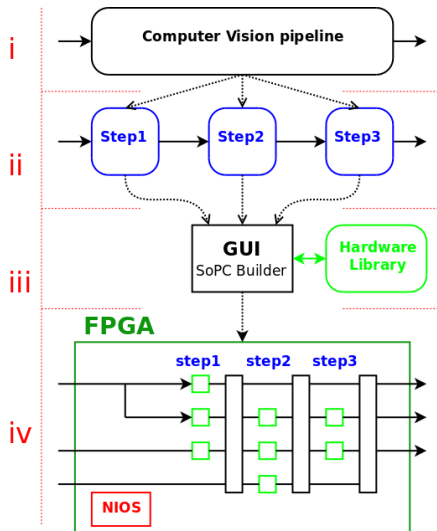 i
Computer Vision pipeline
ii
Step1
Step2
Step3
iii
GUI
SoPC Builder
Hardware
Library
FPGA
step1
step2
step3
iv
NIOS